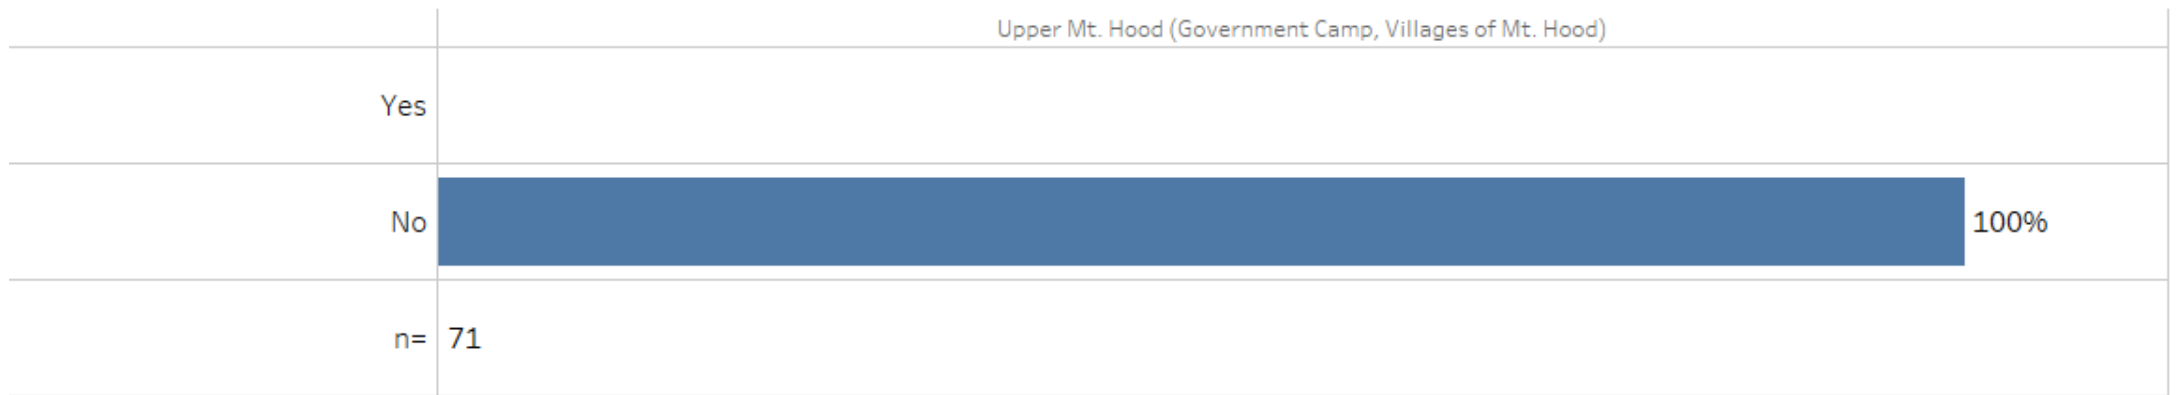 Upper Mt. Hood (Government Camp, Villages of Mt. Hood)
Yes
No 100%
n= 71